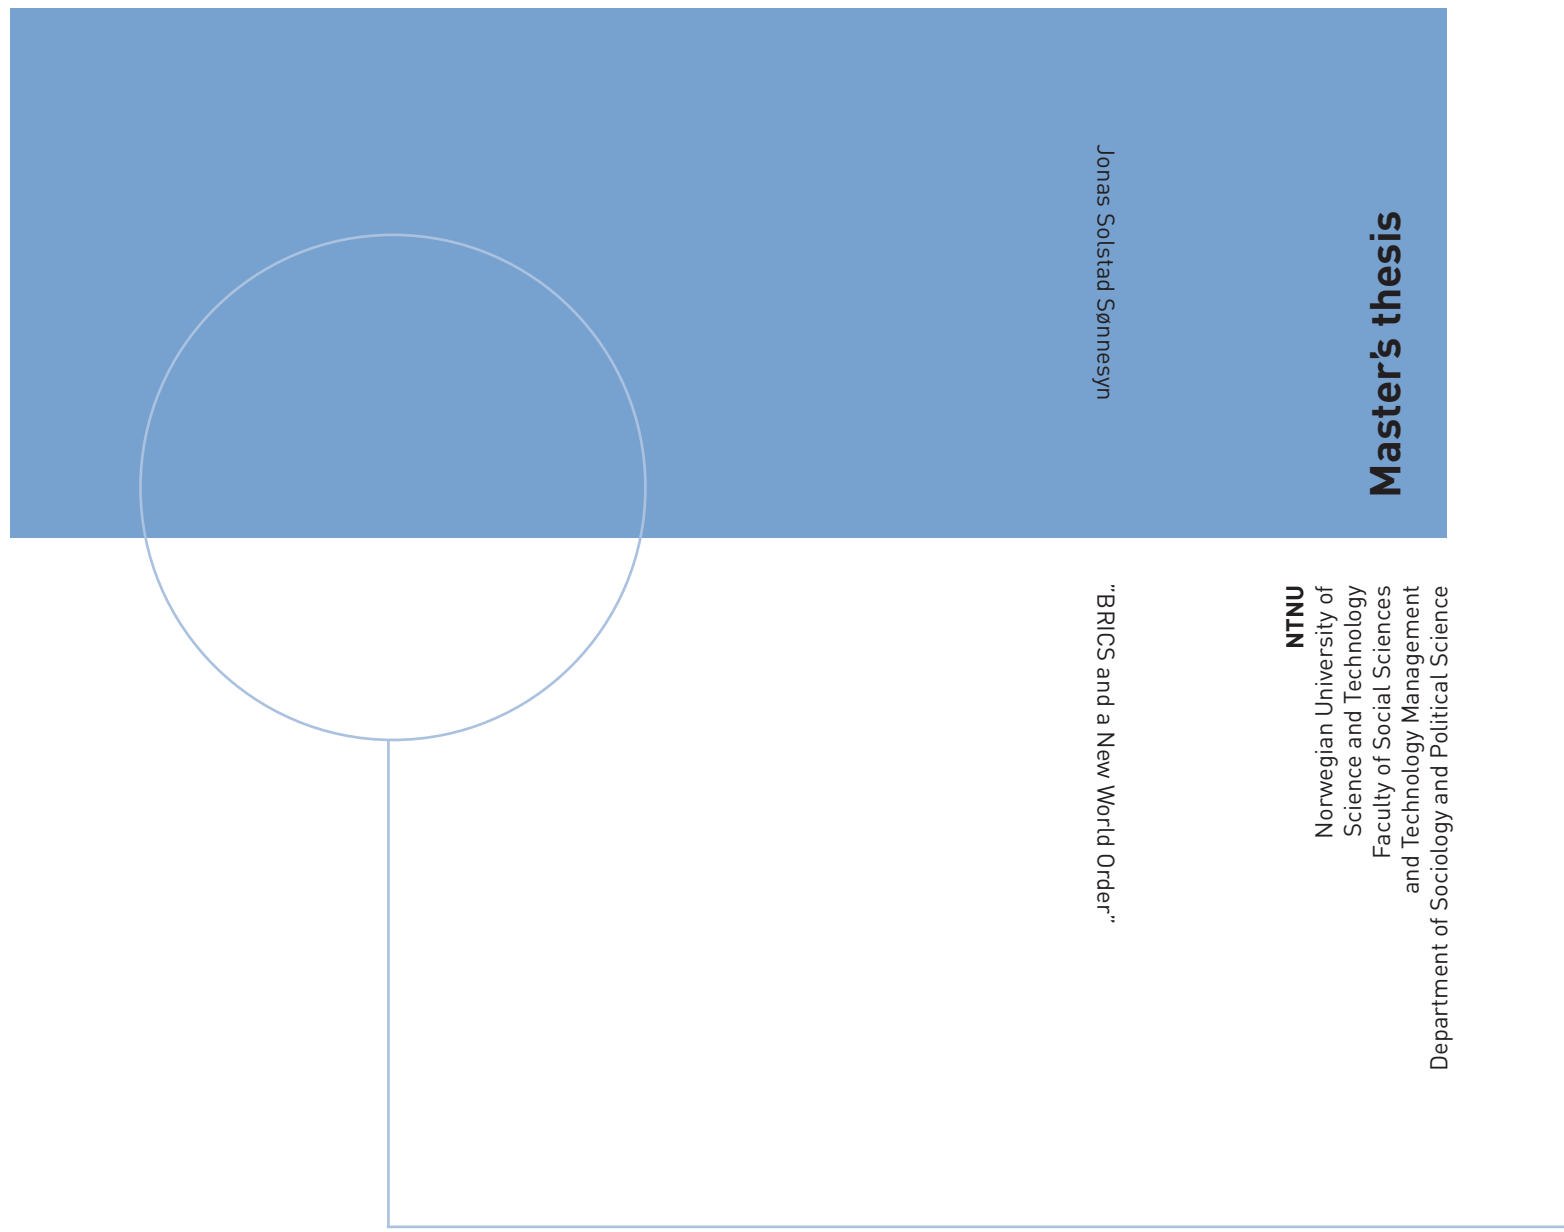 Jonas Solstad Sønnesyn
"BRICS and a New World Order"
Master's thesis
NTNU
Norwegian University of
Science and Technology
Faculty of Social Sciences
and Technology Management
Department of Sociology and Political Science